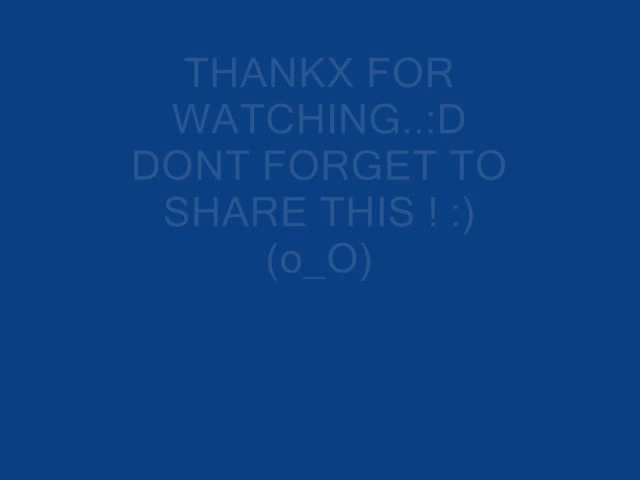 THANKX FOR
WATCHING..:D
DONT FORGET TO
SHARE THIS ! :)
(o_O)